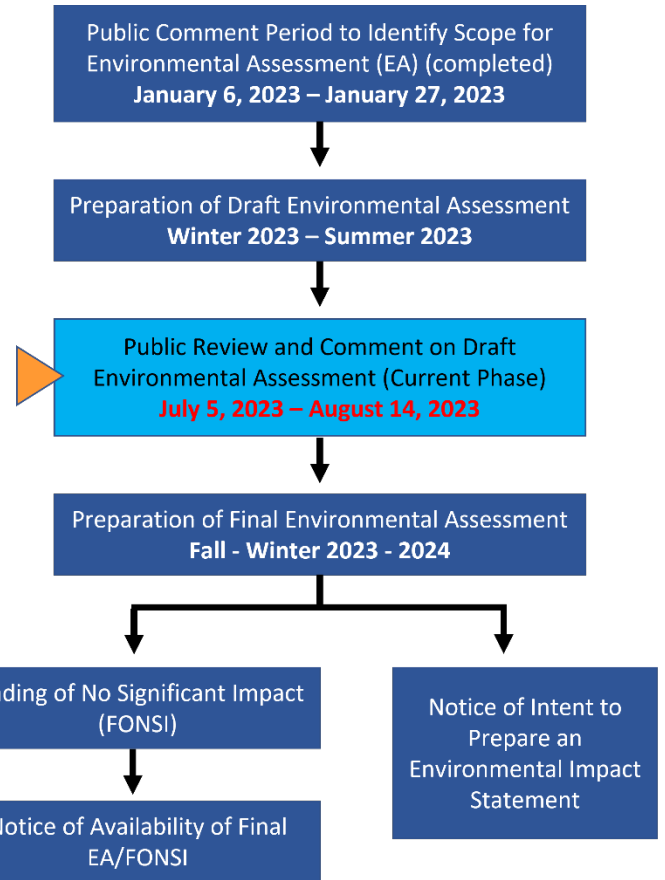 Public Comment Period to Identify Scope for
Environmental Assessment (EA) (completed)
January 6, 2023 – January 27, 2023
Preparation of Draft Environmental Assessment
Winter 2023 – Summer 2023
Public Review and Comment on Draft
Environmental Assessment (Current Phase)
July 5, 2023 – August 14, 2023
Preparation of Final Environmental Assessment
Fall - Winter 2023 - 2024
ding of No Significant Impact
(FONSI)
Notice of Intent to
Prepare an
Environmental Impact
Statement
otice of Availability of Final
EA/FONSI